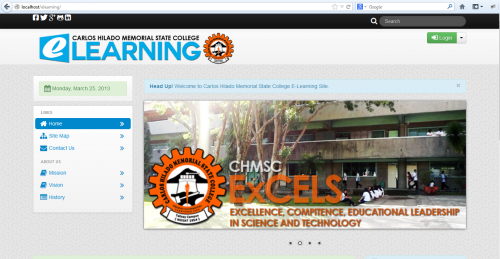 localhost/elearning/
Google
Search
CARLOS HILADO MEMORIAL STATE COLLEGE
eLEARNING
Login
Monday, March 25, 2013
Head Up! Welcome to Carlos Hilado Memorial State College E-Learning Site.
LINKS
Home
Site Map
Contact Us
ABOUT US
Mission
Vision
History
CARLOS HILADO MEMORIAL STATE COLLEGE
CHMSC
ExCELS
EXCELLENCE, COMPITENCE, EDUCATIONAL LEADERSHIP
IN SCIENCE AND TECHNOLOGY